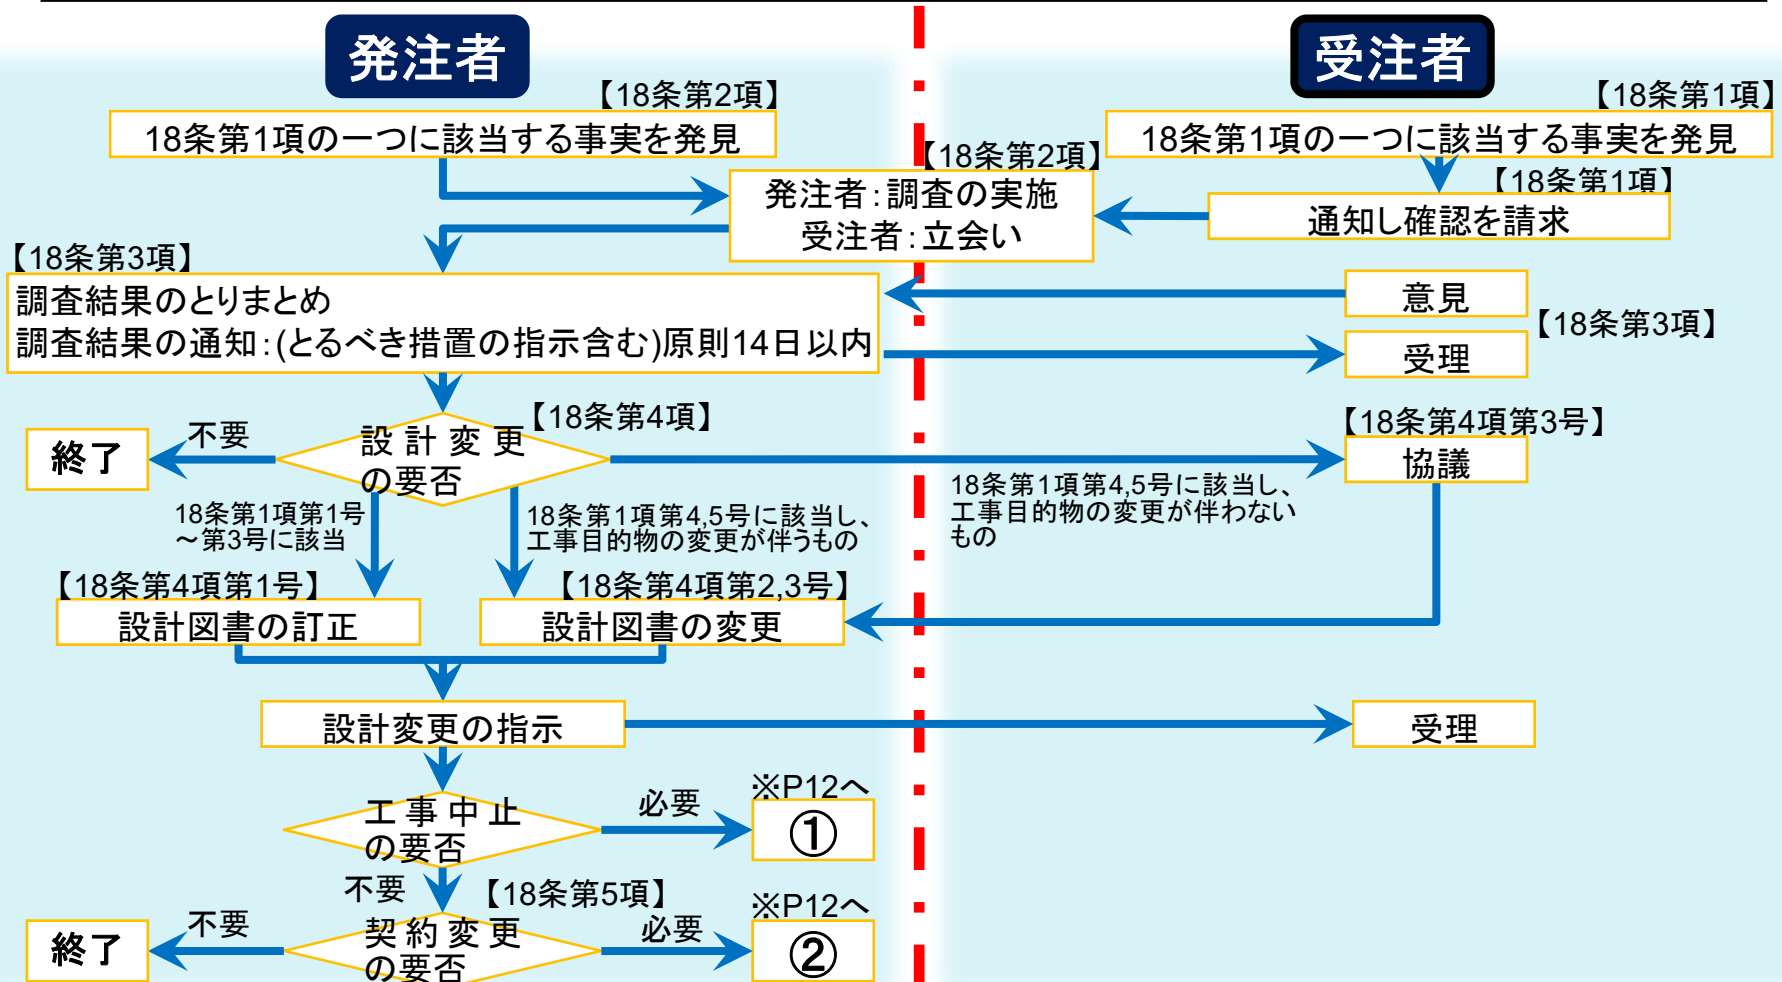 発注者
受注者
【18条第2項】
18条第1項の一つに該当する事実を発見
【18条第1項】
18条第1項の一つに該当する事実を発見
【18条第2項】
発注者：調査の実施
受注者：立会い
【18条第1項】
通知し確認を請求
【18条第3項】
調査結果のとりまとめ
調査結果の通知：(とるべき措置の指示含む)原則14日以内
意見
【18条第3項】
受理
【18条第4項】
設計変更
の要否
不要
終了
【18条第4項第3号】
協議
18条第1項第1号
～第3号に該当
18条第1項第4,5号に該当し、
工事目的物の変更が伴うもの
18条第1項第4,5号に該当し、
工事目的物の変更が伴わない
もの
【18条第4項第1号】
設計図書の訂正
【18条第4項第2,3号】
設計図書の変更
設計変更の指示
受理
工事中止
の要否
必要
※P12へ
①
不要
【18条第5項】
契約変更
の要否
不要
終了
必要
※P12へ
②